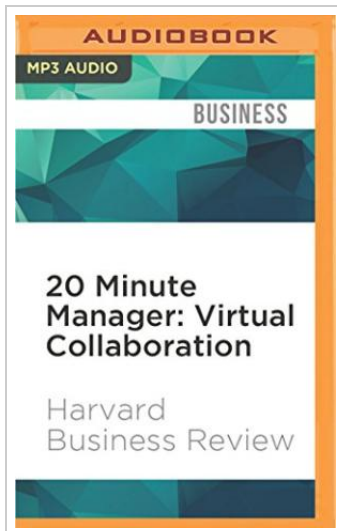 AUDIOBOOK
MP3 AUDIO
BUSINESS
20 Minute
Manager: Virtual
Collaboration
Harvard
Business Review